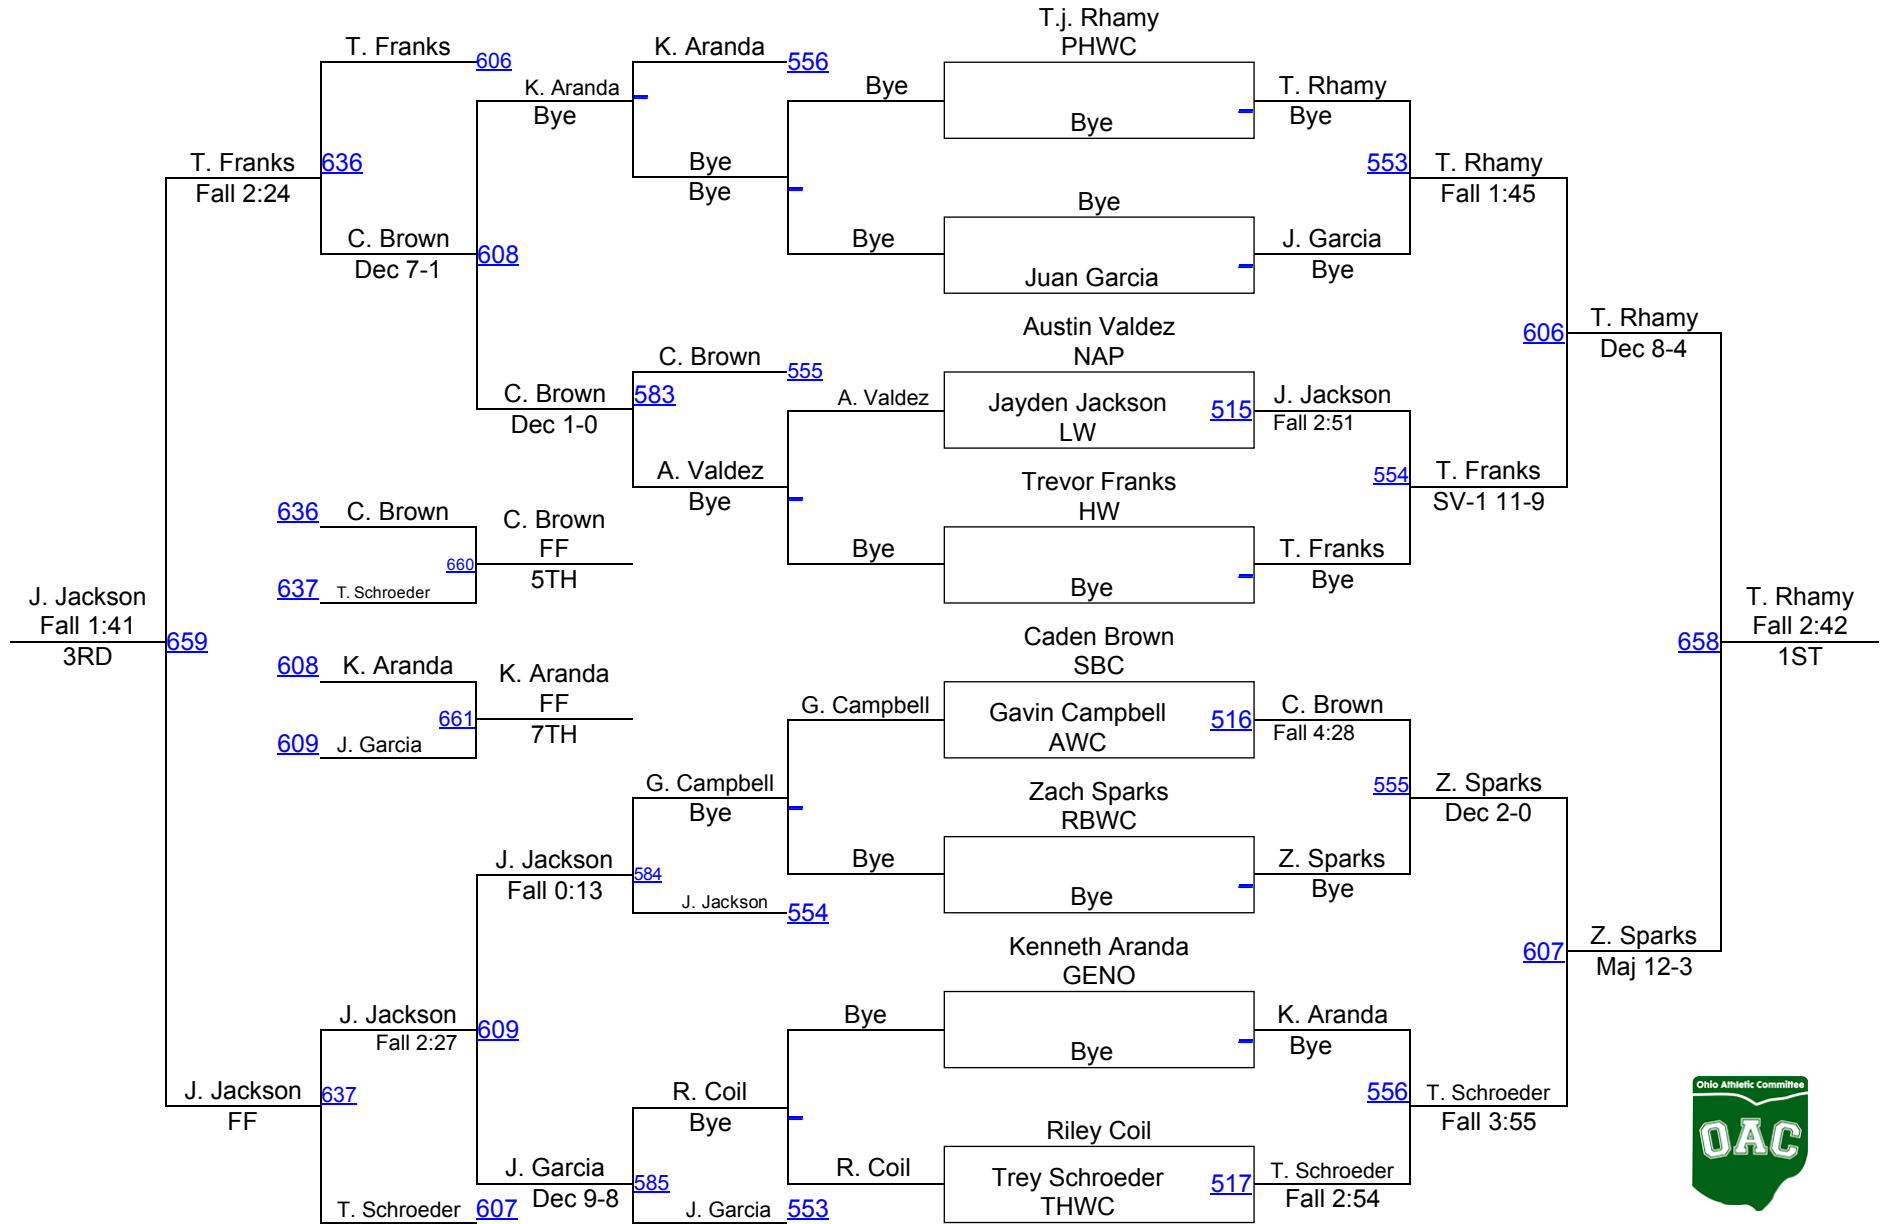 T.j. Rhamy
PHWC
T. Franks
606
K. Aranda
556
K. Aranda
Bye
Bye
T. Rhamy
Bye
Bye
T. Franks
Fall 2:24
636
Bye
Bye
553
T. Rhamy
Fall 1:45
Bye
C. Brown
Dec 7-1
608
Bye
Juan Garcia
J. Garcia
Bye
Austin Valdez
NAP
606
T. Rhamy
Dec 8-4
C. Brown
555
C. Brown
Dec 1-0
583
A. Valdez
Jayden Jackson
LW
515
J. Jackson
Fall 2:51
A. Valdez
Bye
Trevor Franks
HW
554
T. Franks
SV-1 11-9
636
C. Brown
C. Brown
FF
5TH
660
637
T. Schroeder
Bye
Bye
T. Franks
Bye
J. Jackson
Fall 1:41
3RD
659
658
T. Rhamy
Fall 2:42
1ST
608
K. Aranda
K. Aranda
FF
7TH
661
609
J. Garcia
Caden Brown
SBC
G. Campbell
Gavin Campbell
AWC
516
C. Brown
Fall 4:28
G. Campbell
Bye
Zach Sparks
RBWC
555
Z. Sparks
Dec 2-0
J. Jackson
Fall 0:13
584
Bye
Bye
Z. Sparks
Bye
J. Jackson
554
Kenneth Aranda
GENO
607
Z. Sparks
Maj 12-3
J. Jackson
Fall 2:27
609
Bye
Bye
K. Aranda
Bye
J. Jackson
FF
637
R. Coil
Bye
Riley Coil
556
T. Schroeder
Fall 3:55
J. Garcia
Dec 9-8
585
R. Coil
Trey Schroeder
THWC
517
T. Schroeder
Fall 2:54
T. Schroeder
607
J. Garcia
553
Ohio Athletic Committee
OAC